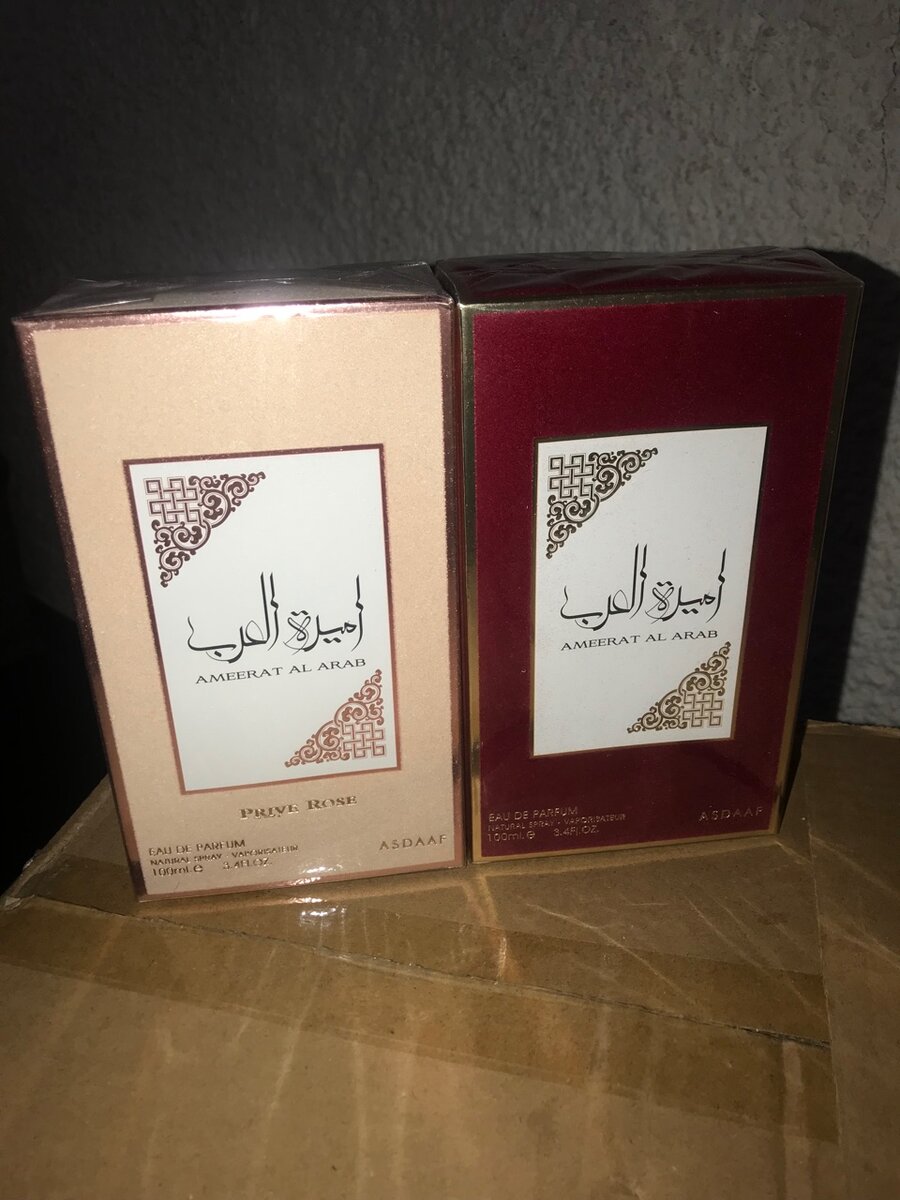 اميرة العرب
AMEERAT AL ARAB
PRIVE ROSE
EAU DE PARFUM
NATURAL SPRAY - VAPORISATEUR
100ml.e 3.4FL.OZ.
ASDAAF
اميرة العرب
AMEERAT AL ARAB
EAU DE PARFUM
NATURAL SPRAY - VAPORISATEUR
100ml.e 3.4Fl.OZ.
ASDAAF